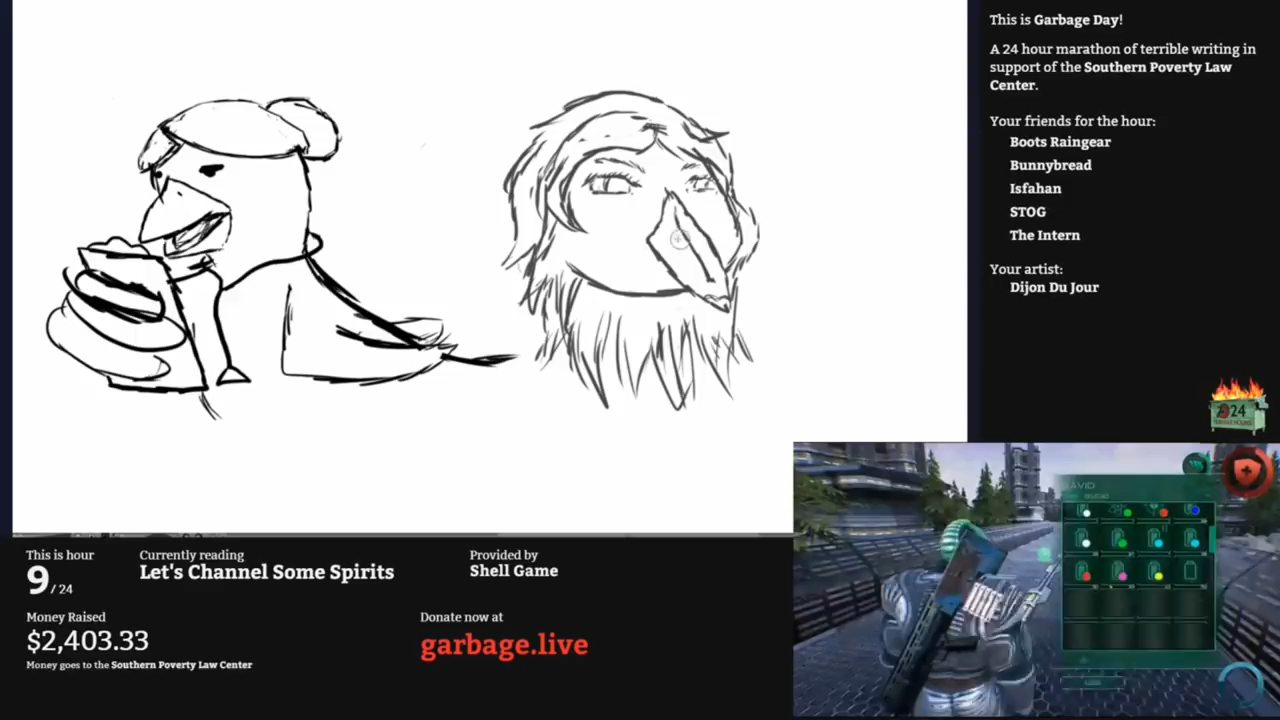 This is Garbage Day!
A 24 hour marathon of terrible writing in
support of the Southern Poverty Law
Center.
Your friends for the hour:
Boots Raingear
Bunnybread
Isfahan
STOG
The Intern
Your artist:
Dijon Du Jour
This is hour
9 / 24
Currently reading
Let's Channel Some Spirits
Provided by
Shell Game
Money Raised
$2,403.33
Money goes to the Southern Poverty Law Center
Donate now at
garbage.live